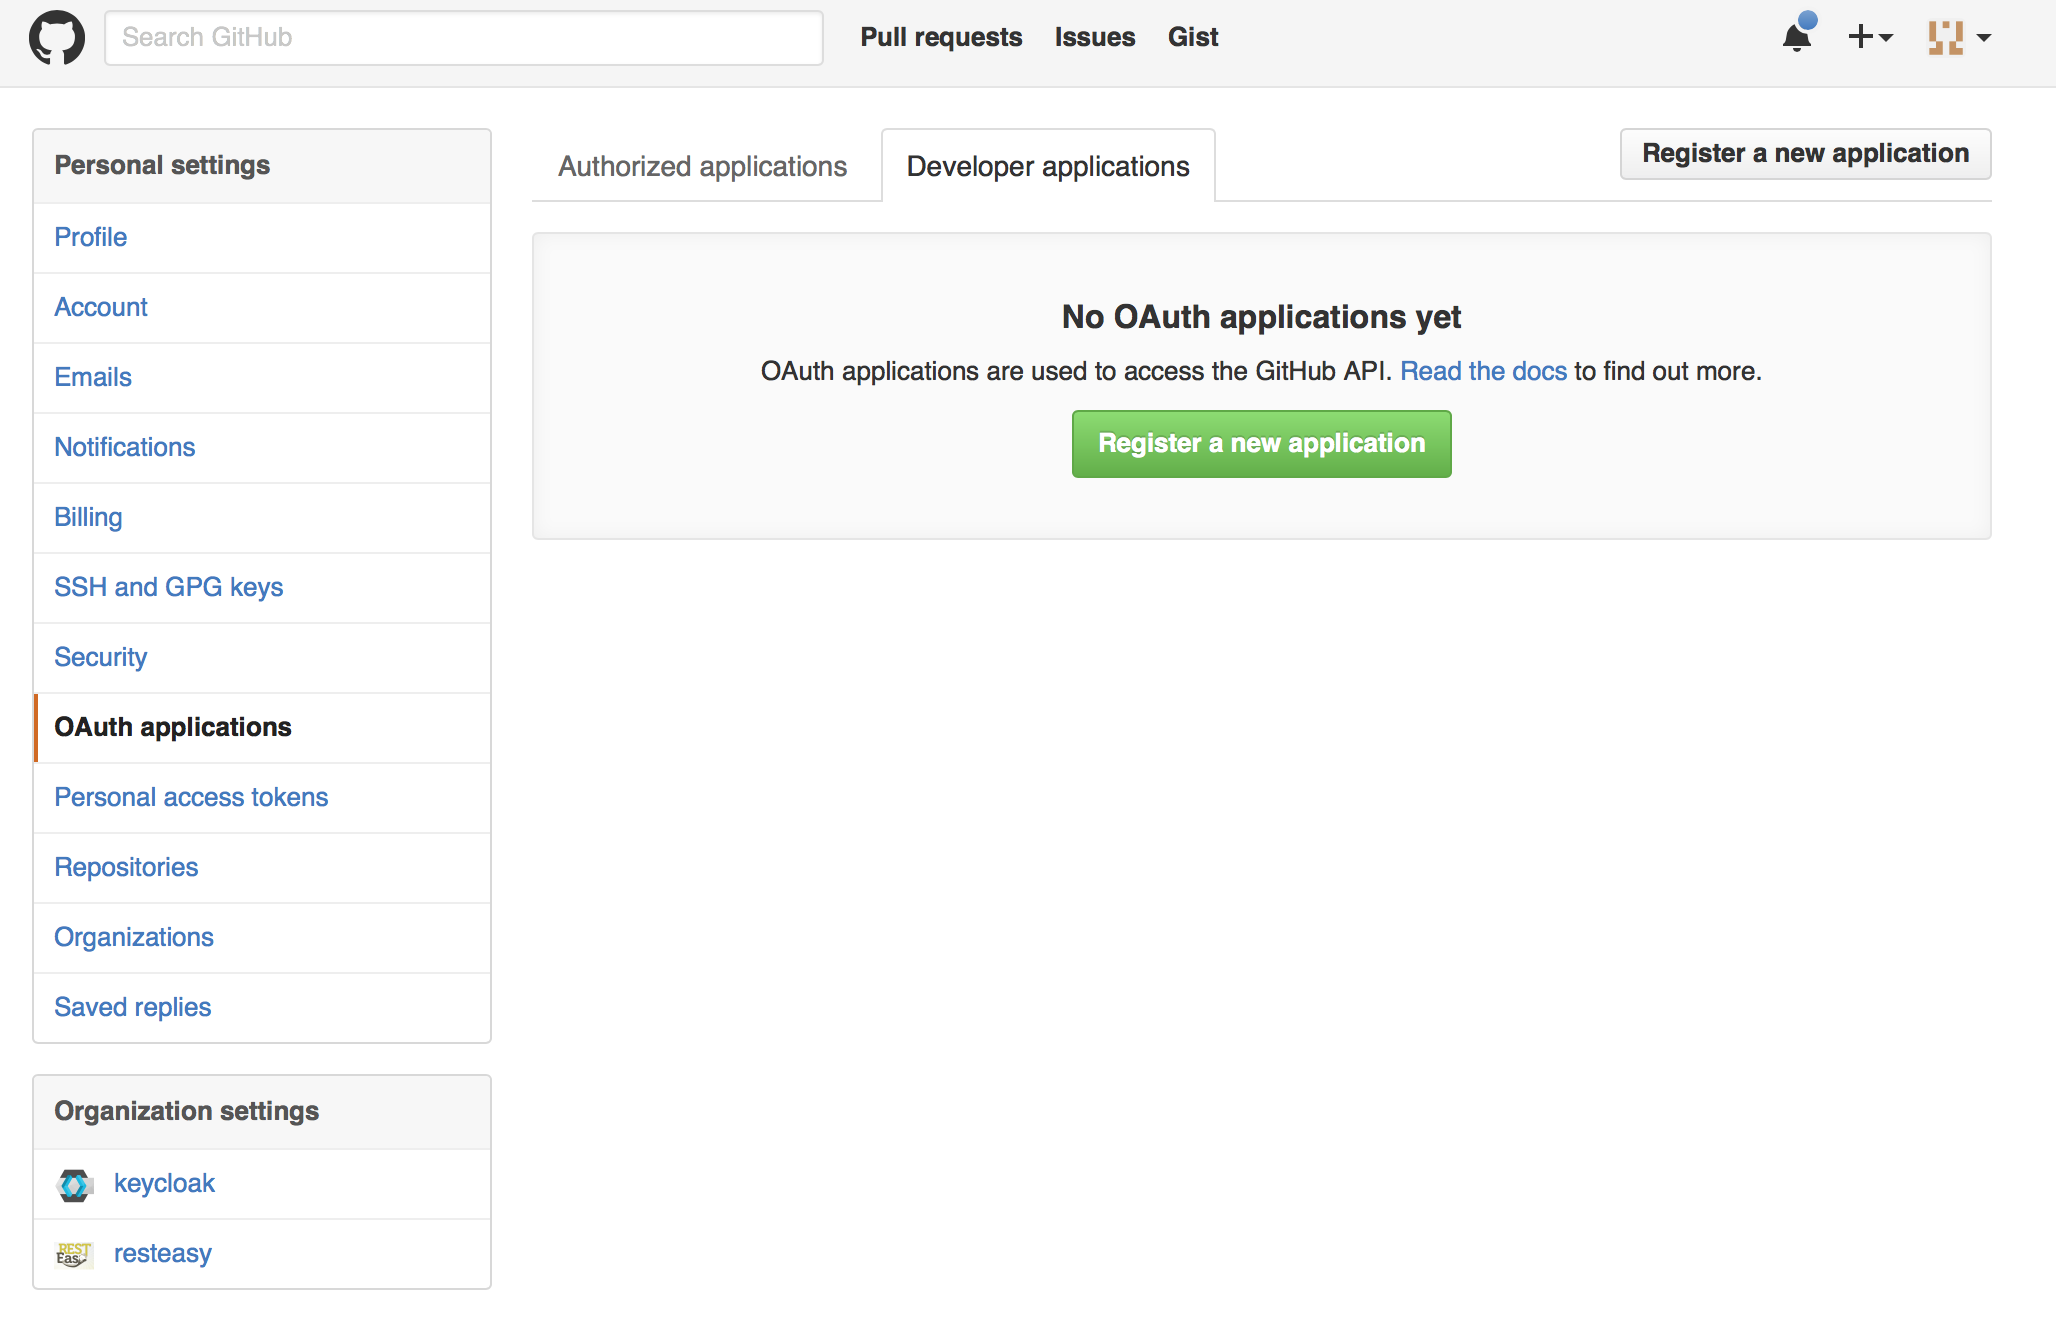 Search GitHub
Pull requests
Issues
Gist
Personal settings
Profile
Account
Emails
Notifications
Billing
SSH and GPG keys
Security
OAuth applications
Personal access tokens
Repositories
Organizations
Saved replies
Organization settings
keycloak
REST
Easy
resteasy
Authorized applications
Developer applications
Register a new application
No OAuth applications yet
OAuth applications are used to access the GitHub API. Read the docs to find out more.
Register a new application